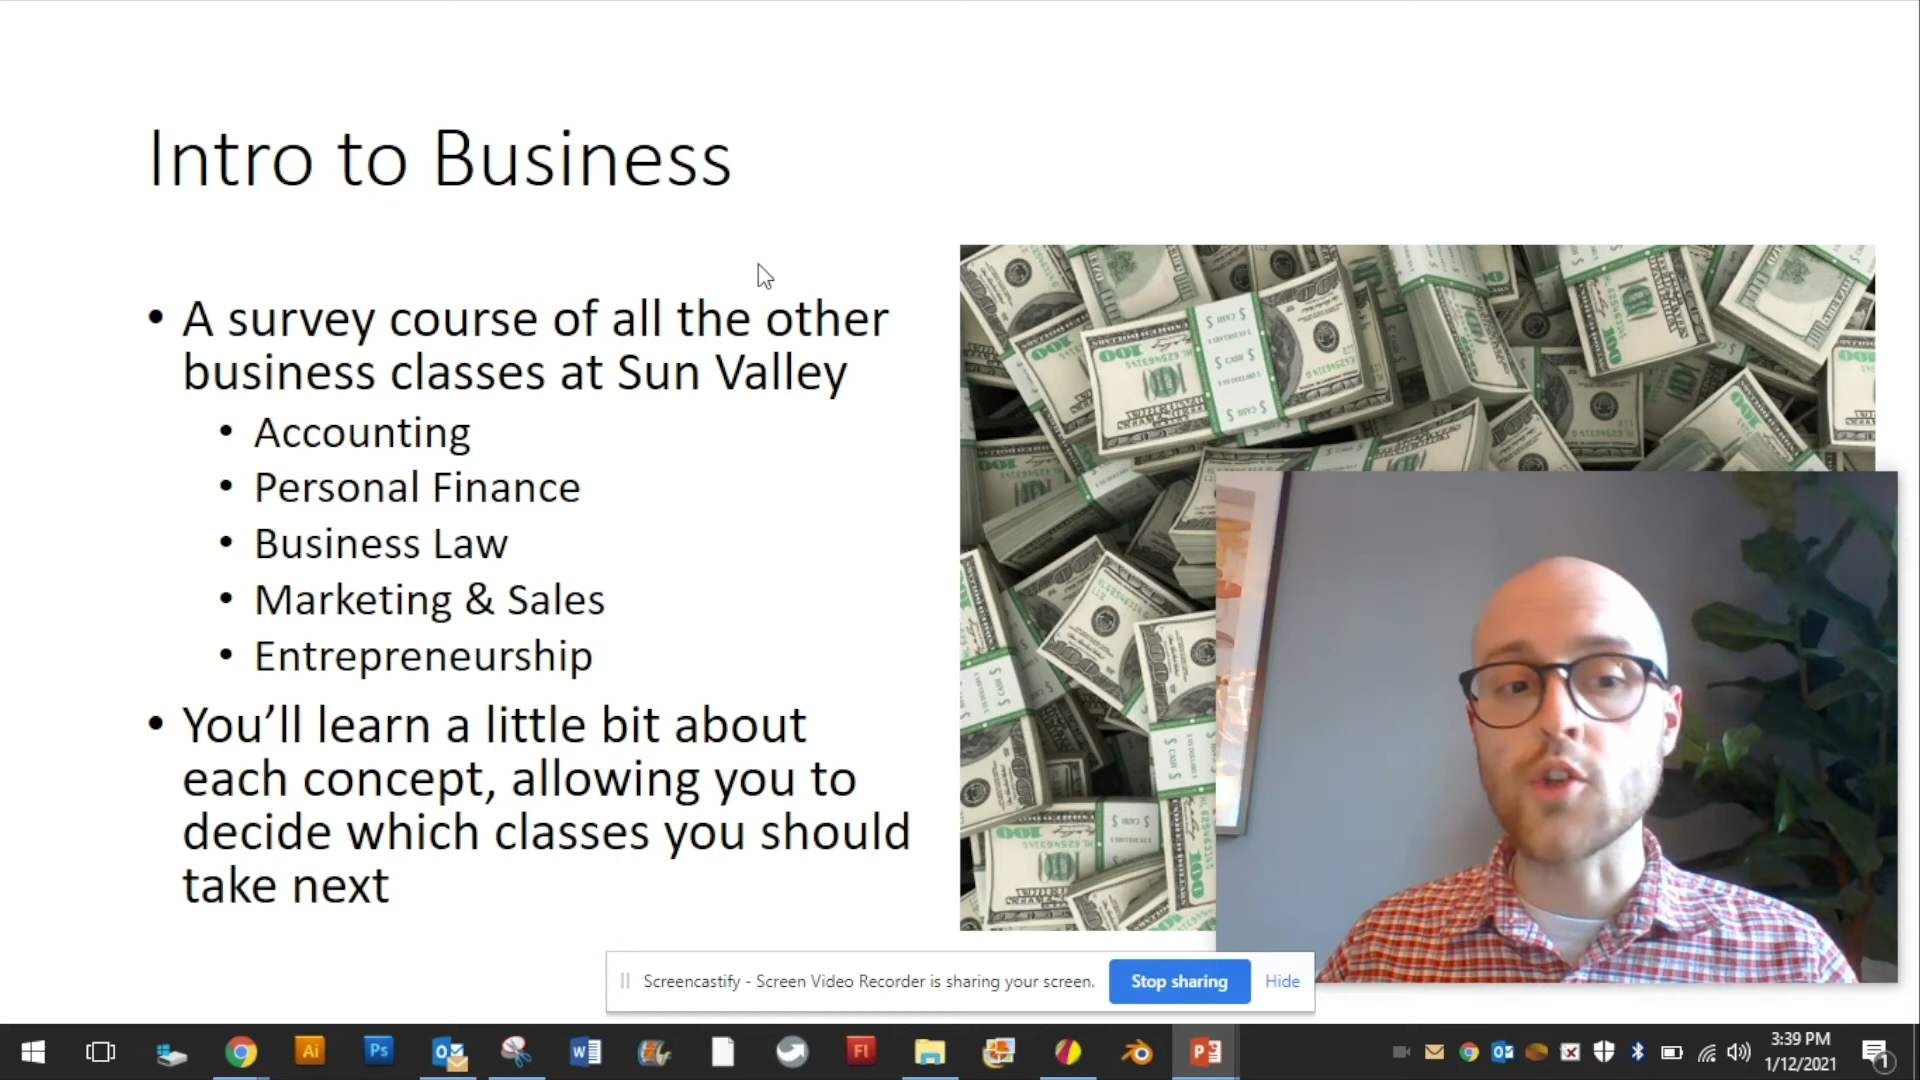 Intro to Business
• A survey course of all the other
business classes at Sun Valley
• Accounting
• Personal Finance
• Business Law
• Marketing & Sales
• Entrepreneurship
• You’ll learn a little bit about
each concept, allowing you to
decide which classes you should
take next
Screencastify - Screen Video Recorder is sharing your screen.
Stop sharing
Hide
Ai
Ps
3:39 PM
1/12/2021
1